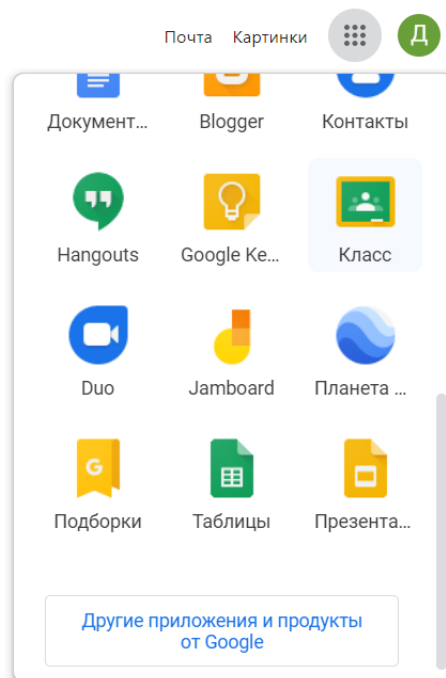 Почта Картинки Д
Документ... Blogger Контакты
Hangouts Google Ke... Класс
Duo Jamboard Планета ...
G
Подборки Таблицы Презента...
Другие приложения и продукты
от Google